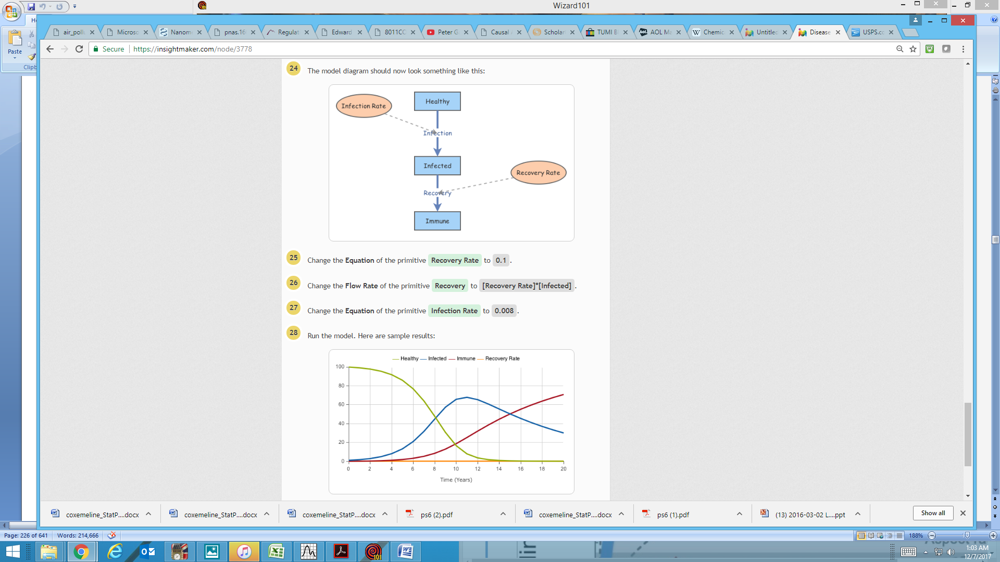 Wizard101
Paste
Clipb
air_pollu
Microso
Nanome
pnas.16
Regulat
Edward
8011CC
Peter G
Causal
Scholar
TUMI B
AOL Ma
Chemic
Untitled
Disease
USPS.co
Secure
https://insightmaker.com/node/3778
24 The model diagram should now look something like this:
Healthy
Infection Rate
Infection
Infected
Recovery Rate
Recovery
Immune
25 Change the Equation of the primitive Recovery Rate to 0.1 .
26 Change the Flow Rate of the primitive Recovery to [Recovery Rate]*[Infected] .
27 Change the Equation of the primitive Infection Rate to 0.008 .
28 Run the model. Here are sample results:
Healthy Infected Immune Recovery Rate
100
80
60
40
20
0
0 2 4 6 8 10 12 14 16 18 20
Time (Years)
coxemeline_StatP....docx
coxemeline_StatP....docx
coxemeline_StatP....docx
ps6 (2).pdf
coxemeline_StatP....docx
ps6 (1).pdf
(13) 2016-03-02 L....ppt
Show all
Page: 226 of 641 Words: 214,666
188%
101
in
1:03 AM
12/7/2017